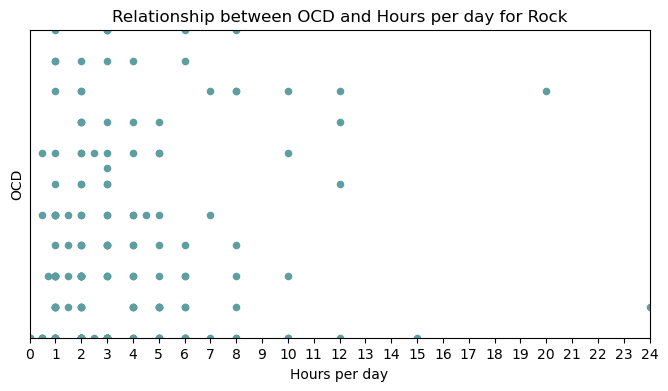 Relationship between OCD and Hours per day for Rock
OCD
0 1 2 3 4 5 6 7 8 9 10 11 12 13 14 15 16 17 18 19 20 21 22 23 24
Hours per day